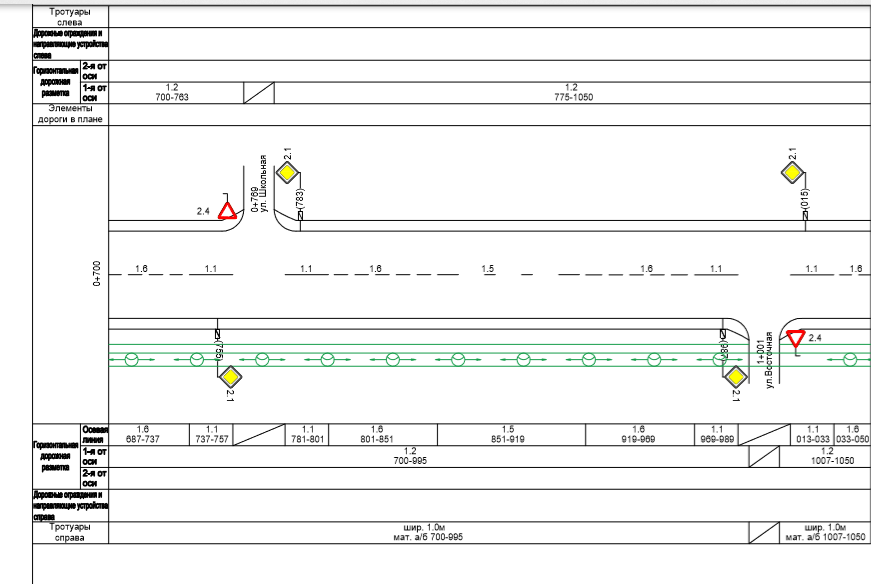 Тротуары
слева
Дорожные ограждения и
направляющие устройства
слева
Горизонтальная
дорожная
разметка
2-я от
оси
1-я от
оси
1.2
700-763
1.2
775-1050
Элементы
дороги в плане
2.1
2.1
0+769
ул. Школьная
(783)
(015)
2.4
0+700
1.6 1.1 1.1 1.6 1.5 1.6 1.1 1.1 1.6
(756)
(987)
1+001
ул.Восточная
2.4
2.1
2.1
Горизонтальная
дорожная
разметка
Осевая
линия
1.6
687-737
1.1
737-757
1.1
781-801
1.6
801-851
1.5
851-919
1.6
919-969
1.1
969-989
1.1
013-033
1.6
033-050
1-я от
оси
1.2
700-995
1.2
1007-1050
2-я от
оси
Дорожные ограждения и
направляющие устройства
справа
Тротуары
справа
шир. 1.0м
мат. а/б 700-995
шир. 1.0м
мат. а/б 1007-1050